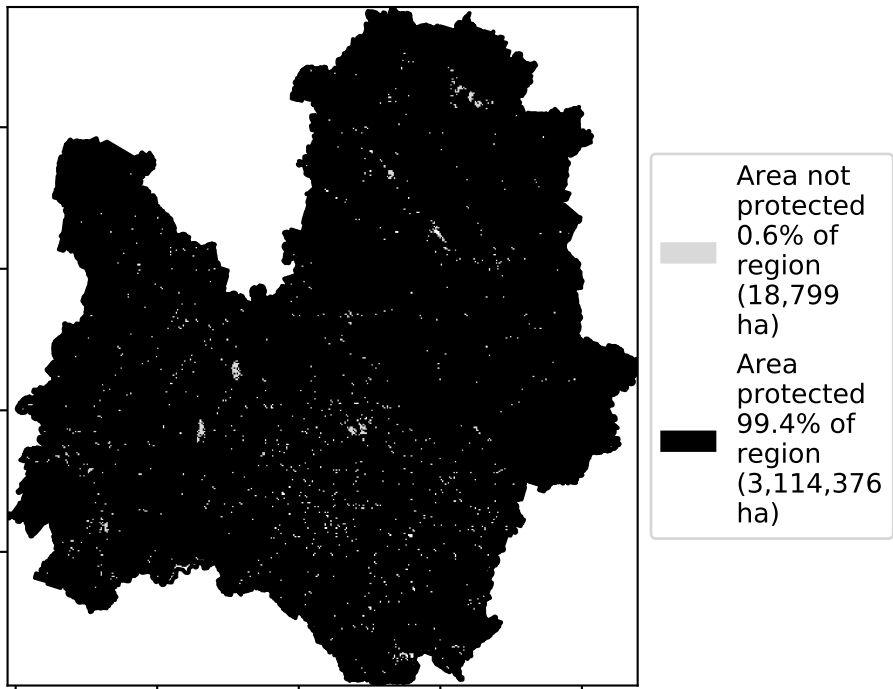 Area not
protected
0.6% of
region
(18,799
ha)
Area
protected
99.4% of
region
(3,114,376
ha)